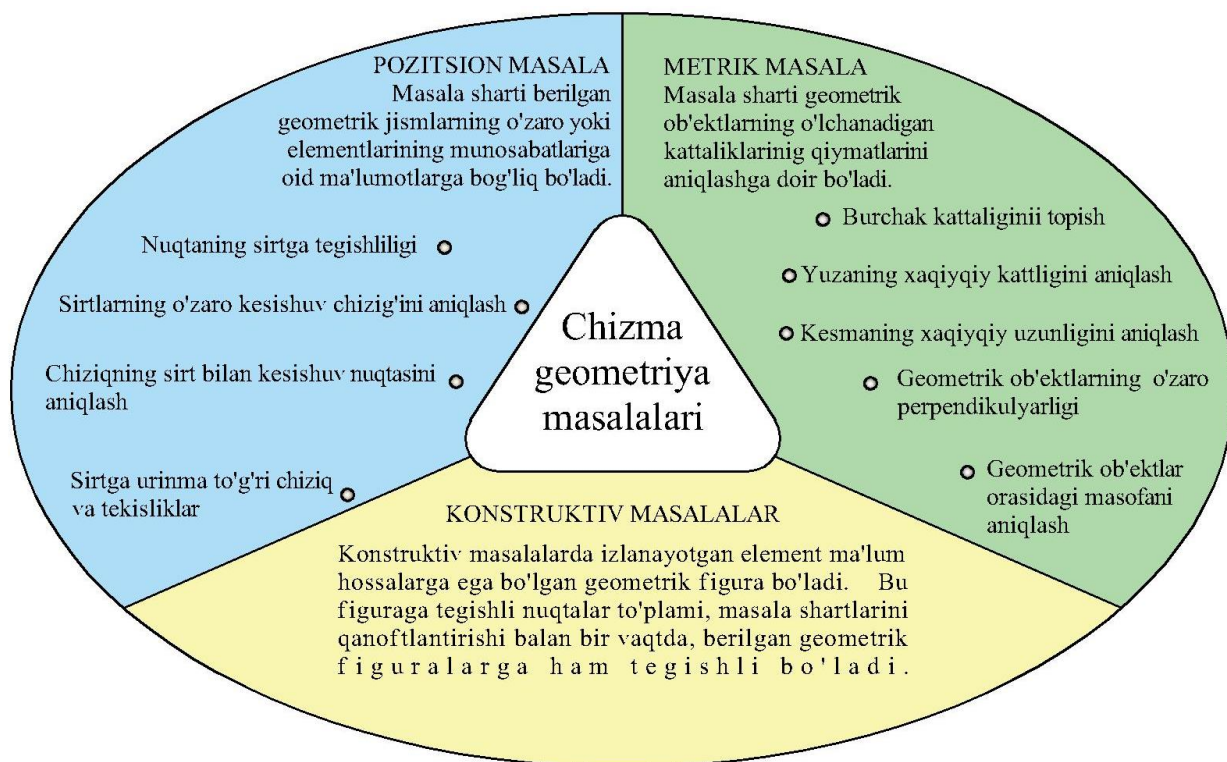 POZITSION MASALA
Masala sharti berilgan
geometrik jismlarning o'zaro yoki
elementlarining munosabatlariga
oid ma'lumotlarga bog'liq bo'ladi.
Nuqtaning sirtga tegishliligi
Sirtlarning o'zaro kesishuv chizig'ini aniqlash
Chiziqning sirt bilan kesishuv nuqtasini
aniqlash
Sirtga urinma to'g'ri chiziq
va tekisliklar
METRIK MASALA
Masala sharti geometrik
ob'ektlarning o'lchanadigan
kattaliklarinig qiymatlarini
aniqlashga doir bo'ladi.
Burchak kattaliginii topish
Yuzaning xaqiyqiy kattligini aniqlash
Kesmaning xaqiyqiy uzunligini aniqlash
Geometrik ob'ektlarning o'zaro
perpendikulyarligi
Geometrik ob'ektlar
orasidagi masofani
aniqlash
Chizma
geometriya
masalalari
KONSTRUKTIV MASALALAR
Konstruktiv masalalarda izlanayotgan element ma'lum
hossalarga ega bo'lgan geometrik figura bo'ladi. Bu
figuraga tegishli nuqtalar to'plami, masala shartlarini
qanoftlantirishi balan bir vaqtda, berilgan geometrik
figuralarga ham tegishli bo'ladi.